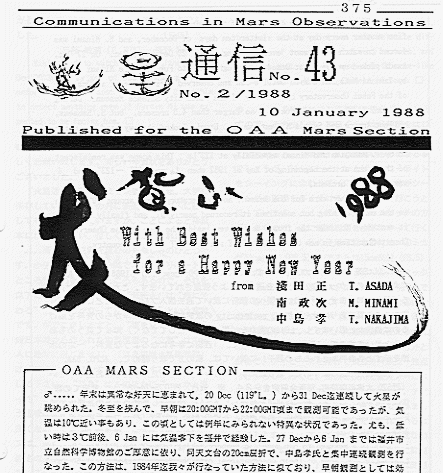 375
Communications in Mars Observations
火星通信 No. 43
No. 2/1988
10 January 1988
Published for the OAA Mars Section
賀正
1988
With Best Wishes
for a Happy New Year
from 淺田 正 T. ASADA
南 政次 M. MINAMI
中島 孝 T. NAKAJIMA
OAA MARS SECTION
♂..... 年末は異常な好天に恵まれて, 20 Dec (119°Ls) から31 Dec迄連続して火星が
眺められた。冬至を挟んで、早朝は20:00GMTから22:00GMT頃まで観測可能であったが、気
温は10℃近い事もあり、この頃としては例年にみられない特異な状況であった。尤も、低
い時は3℃前後、6 Jan には気温零下を福井で経験した。27 Decから6 Jan までは福井市
立自然科学博物館のご厚意に依り、同天文台の20cm屈折で、中島孝氏と集中連続観測を行
なった。この方法は、1984年迄我々が行なっていた方法に似ており、早朝観測としては効